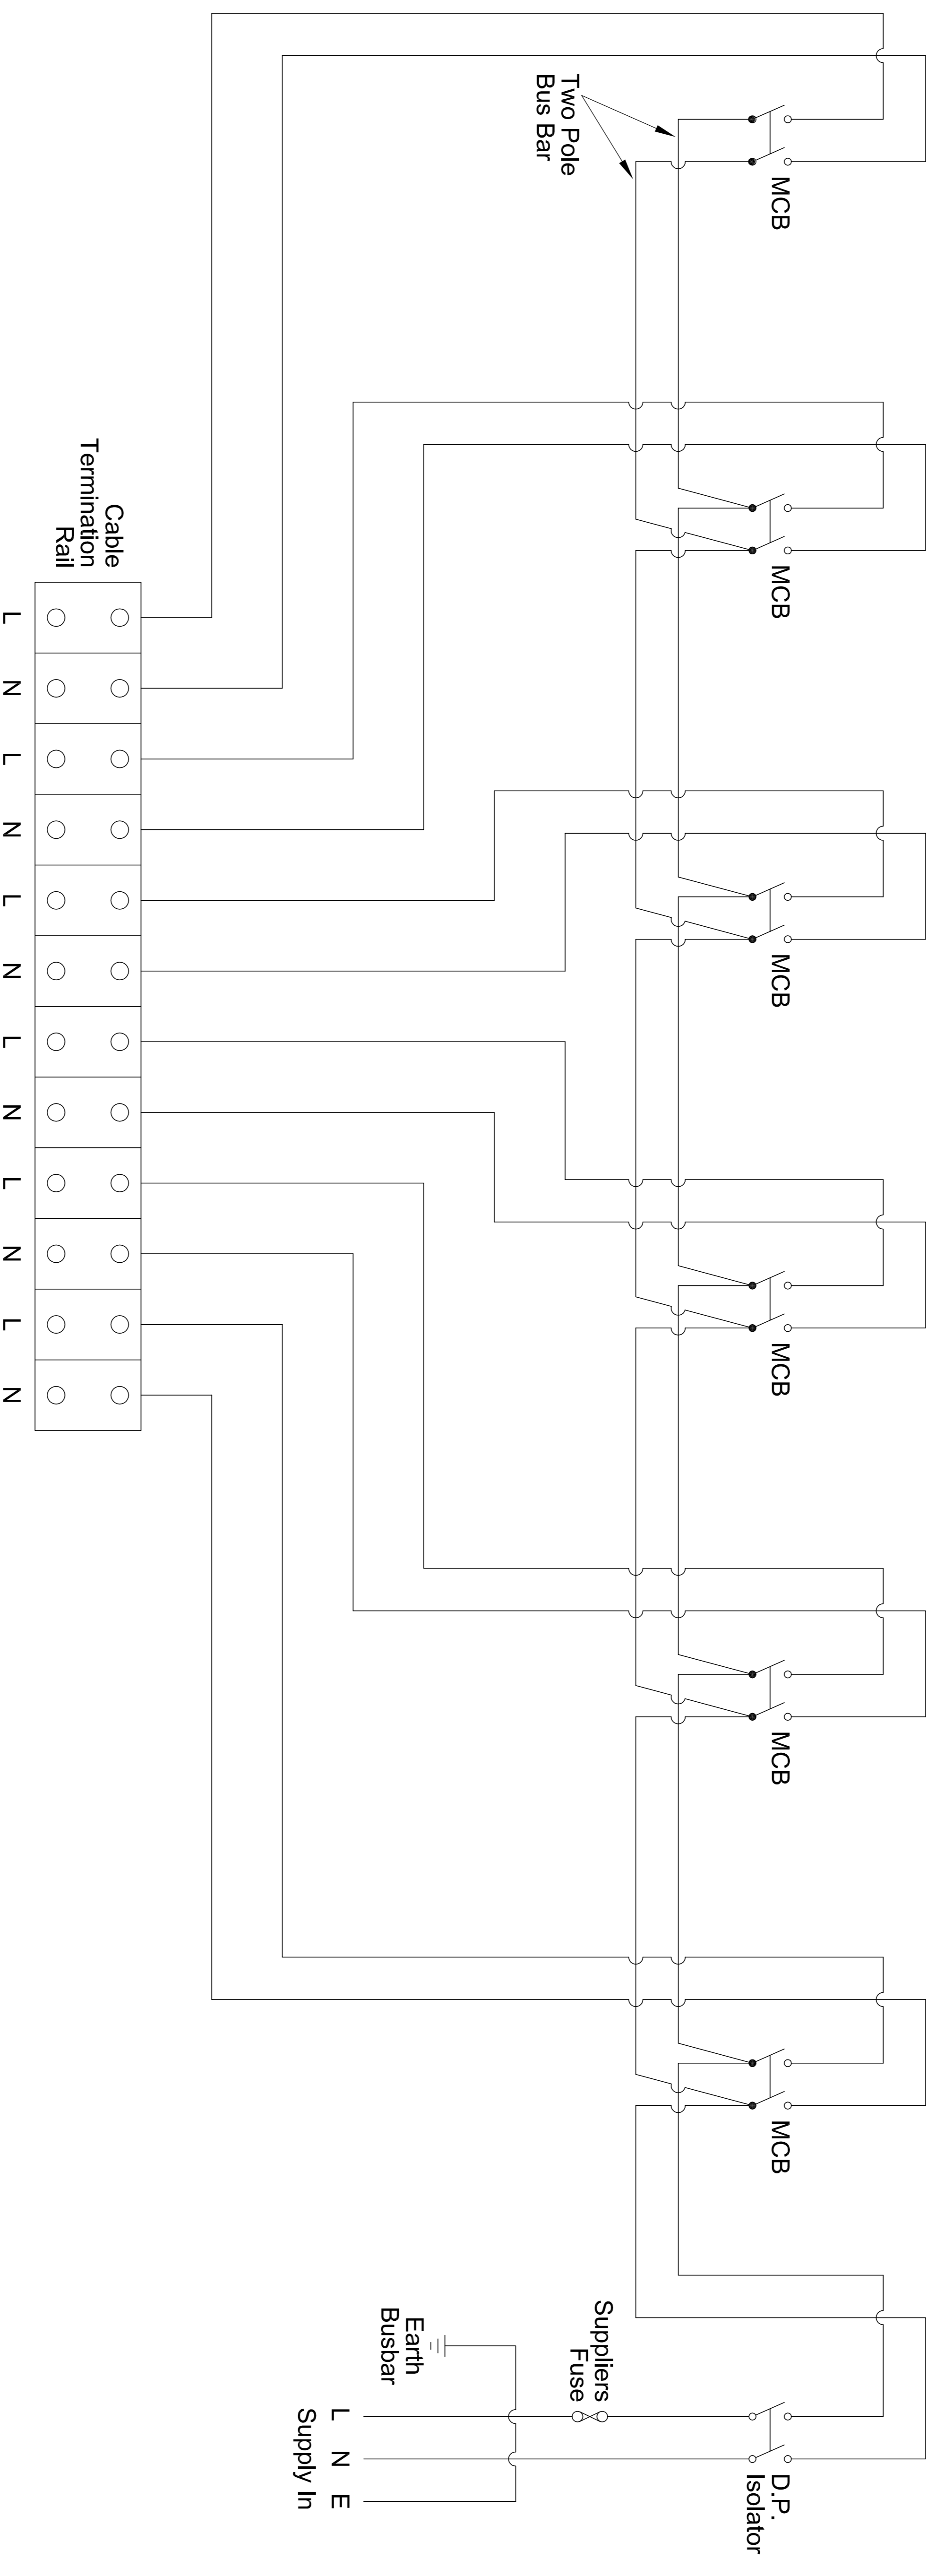 MCB
MCB
MCB
MCB
MCB
MCB
D.P.
Isolator
Two Pole
Bus Bar
Suppliers
Fuse
Earth
Busbar
L N E
Supply In
Cable
Termination
Rail
L N L N L N L N L N L N